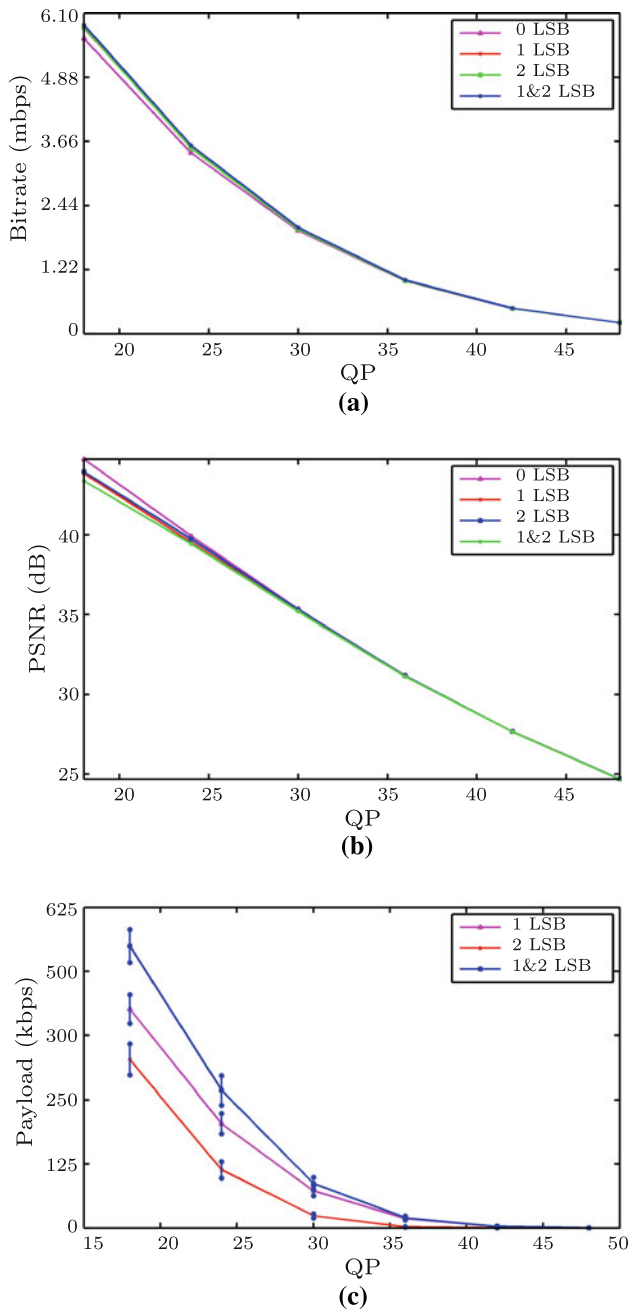 6.10
4.88
3.66
2.44
1.22
0
Bitrate (mbps)
0 LSB
1 LSB
2 LSB
1&2 LSB
20 25 30 35 40 45
QP
(a)
40
35
30
25
PSNR (dB)
0 LSB
1 LSB
2 LSB
1&2 LSB
20 25 30 35 40 45
QP
(b)
625
500
300
250
125
0
Payload (kbps)
1 LSB
2 LSB
1&2 LSB
15 20 25 30 35 40 45 50
QP
(c)